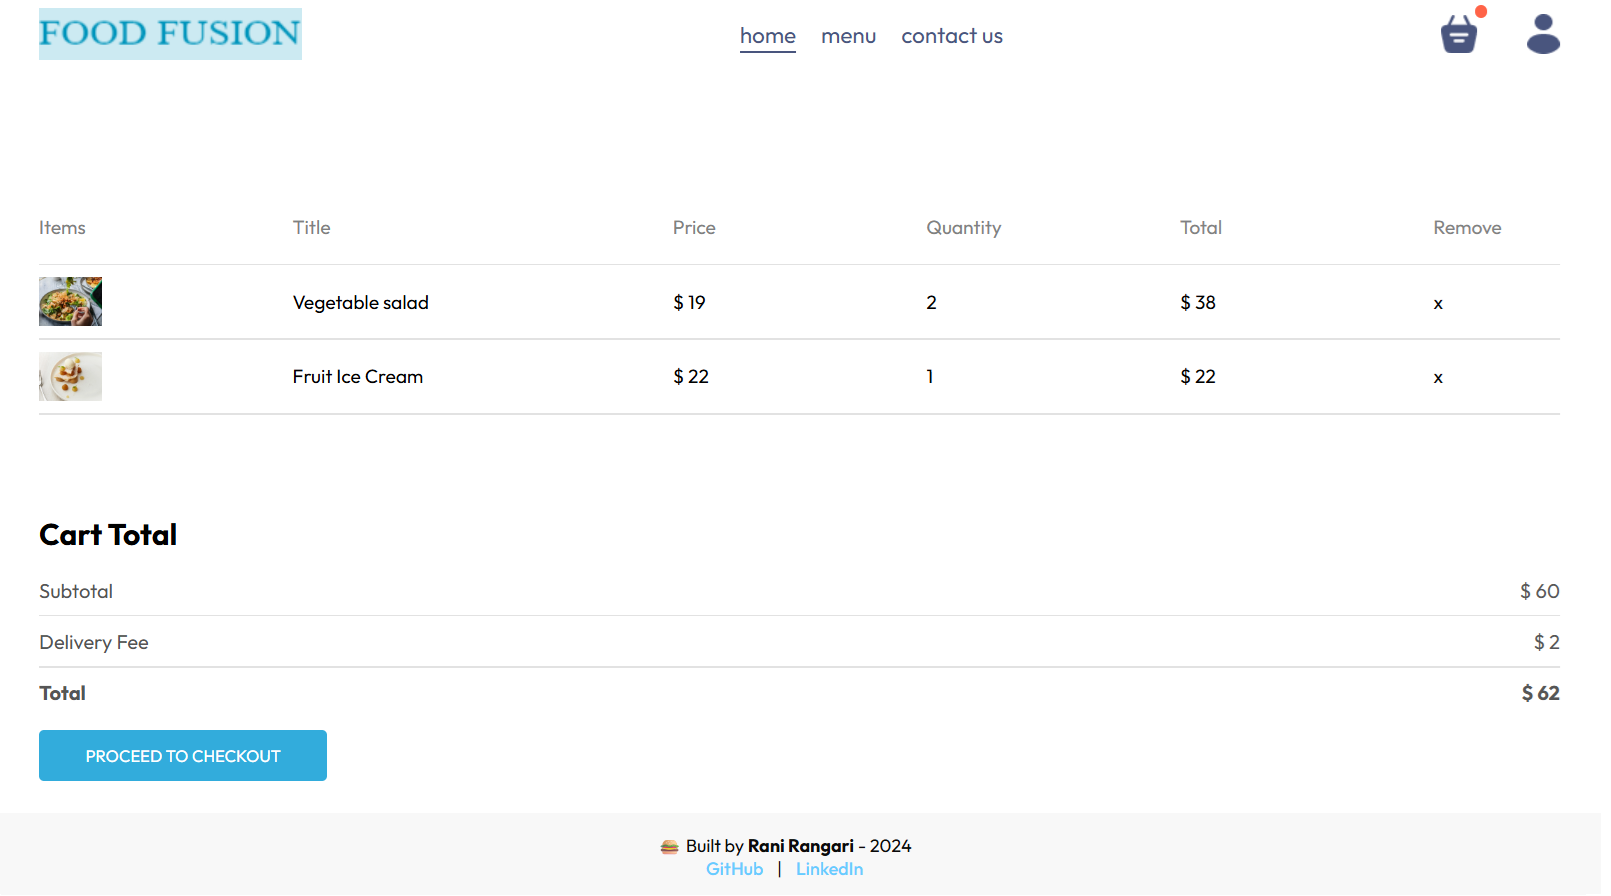 FOOD FUSION
home menu contact us
Items Title Price Quantity Total Remove
Vegetable salad $ 19 2 $ 38 x
Fruit Ice Cream $ 22 1 $ 22 x
Cart Total
Subtotal $ 60
Delivery Fee $ 2
Total $ 62
PROCEED TO CHECKOUT
🍔 Built by Rani Rangari - 2024
GitHub | LinkedIn